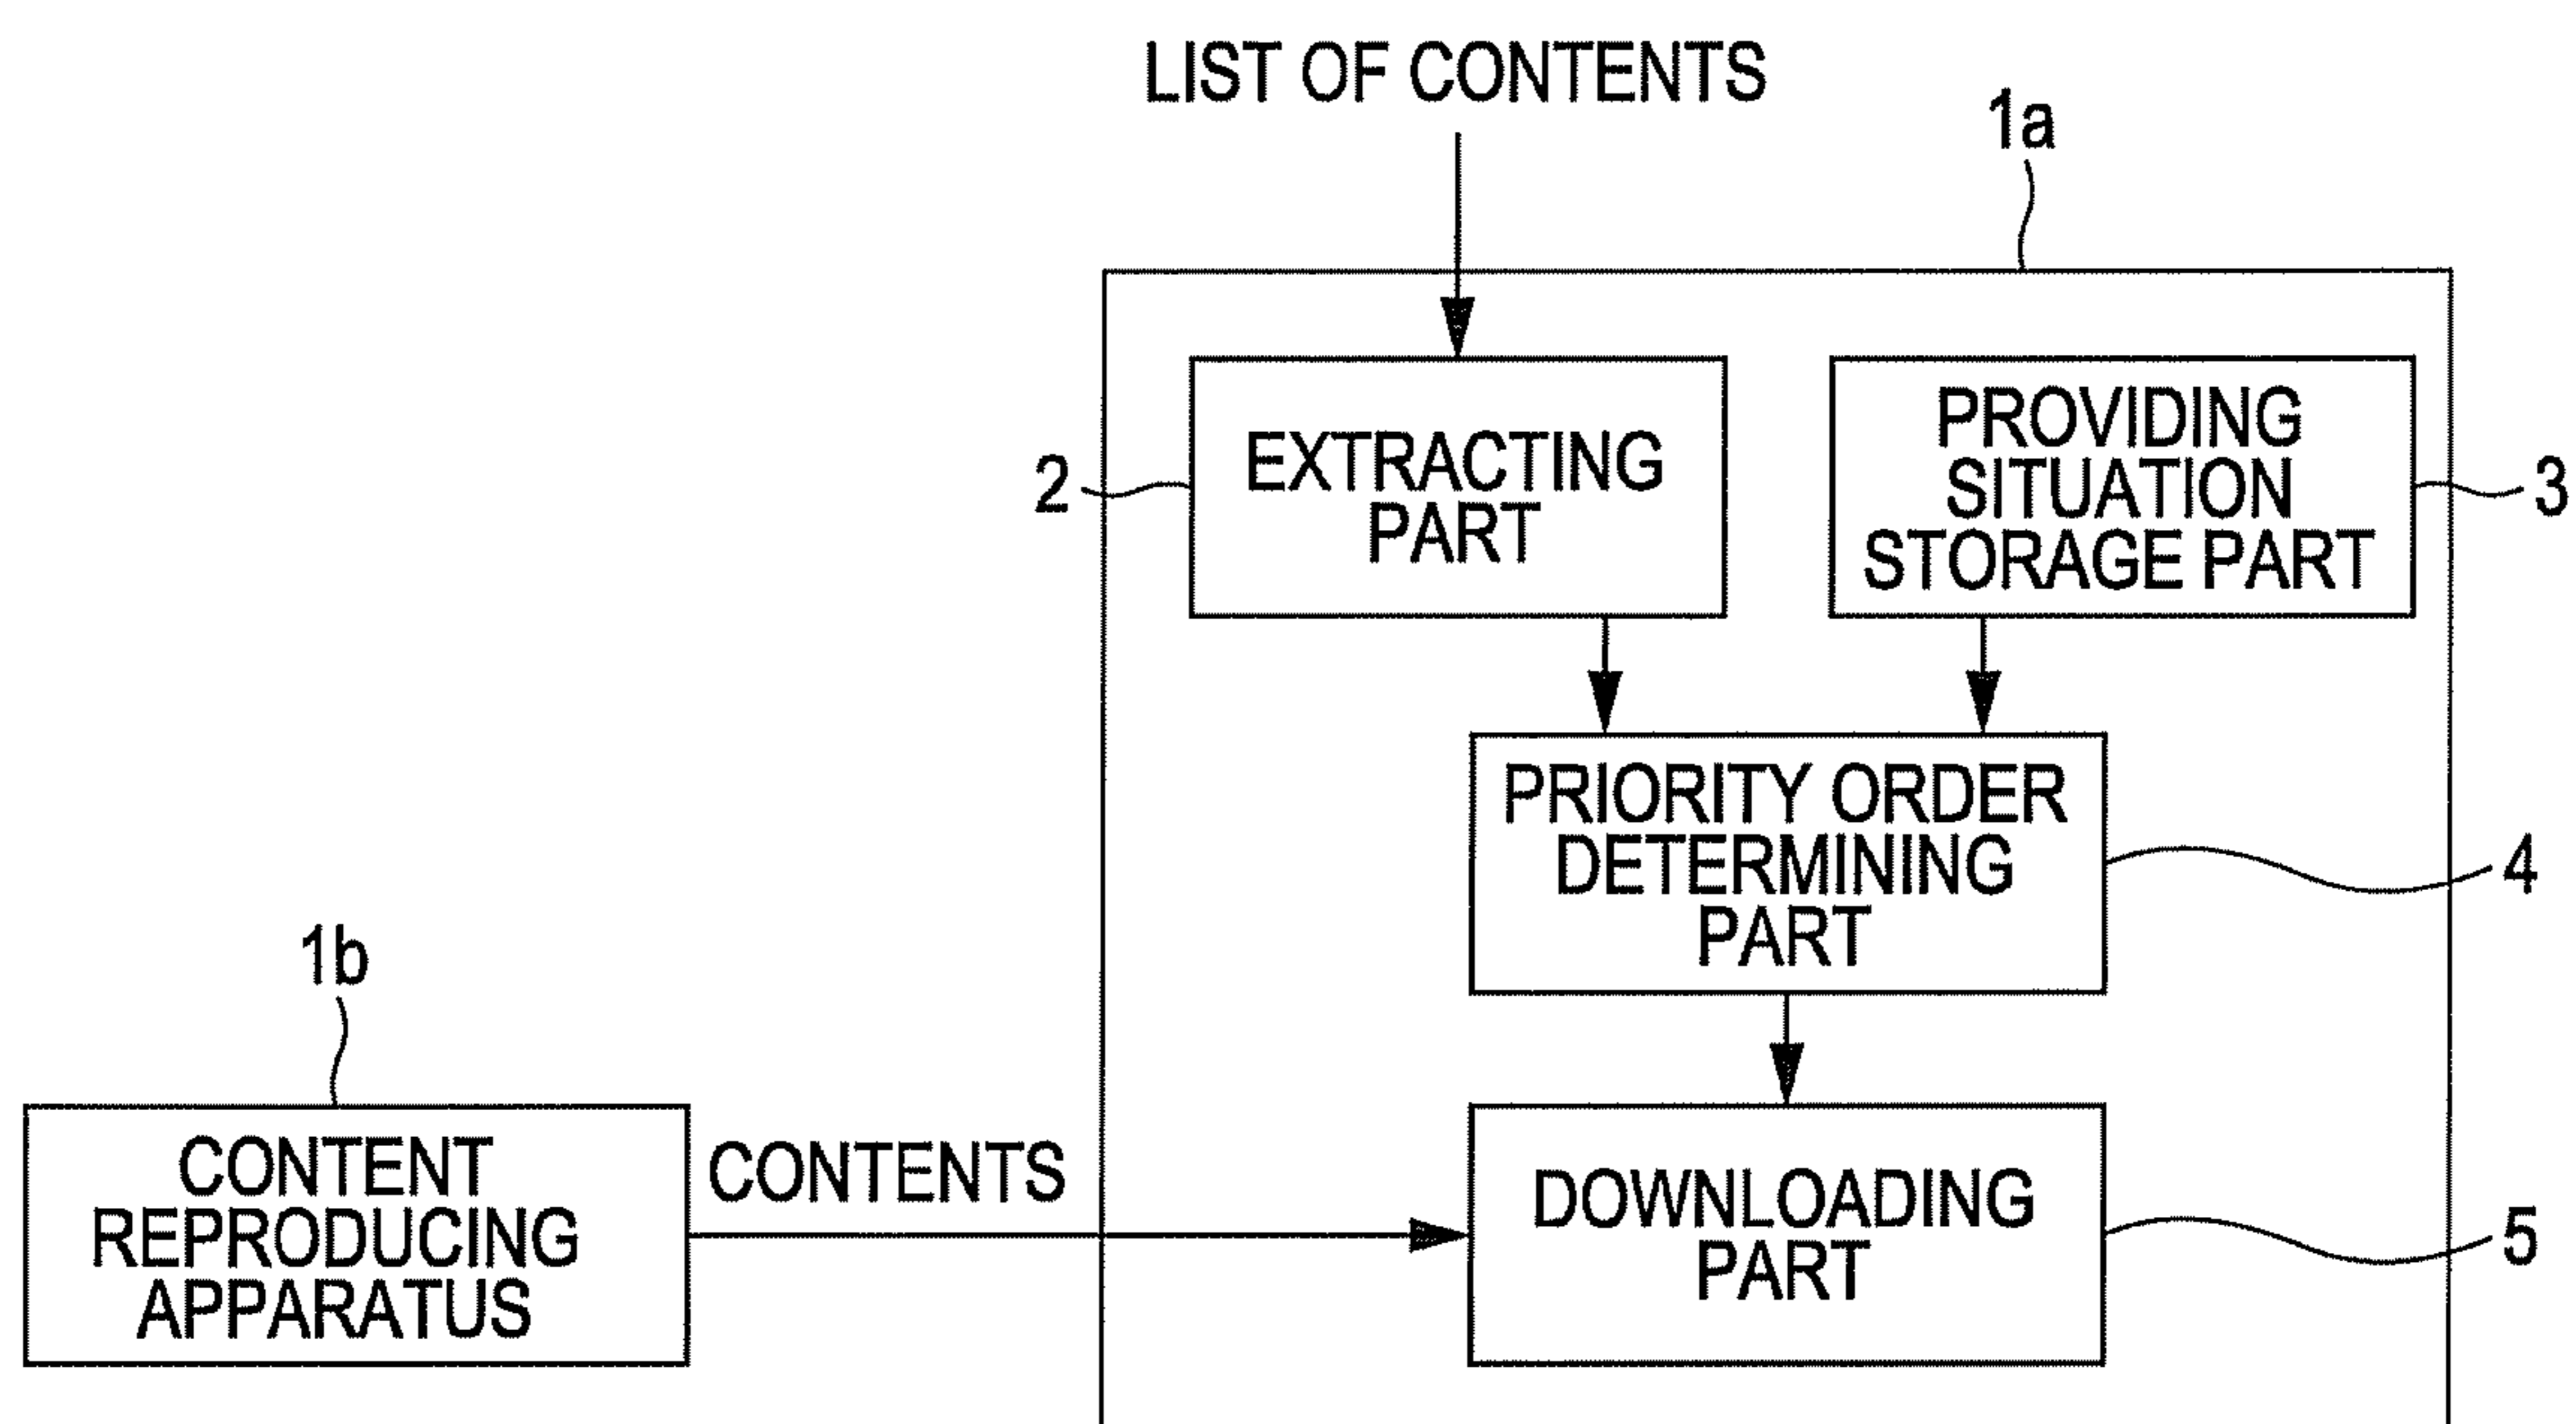 LIST OF CONTENTS
1a
EXTRACTING
PART
2
PROVIDING
SITUATION
STORAGE PART
3
PRIORITY ORDER
DETERMINING
PART
4
1b
CONTENT
REPRODUCING
APPARATUS
CONTENTS
DOWNLOADING
PART
5